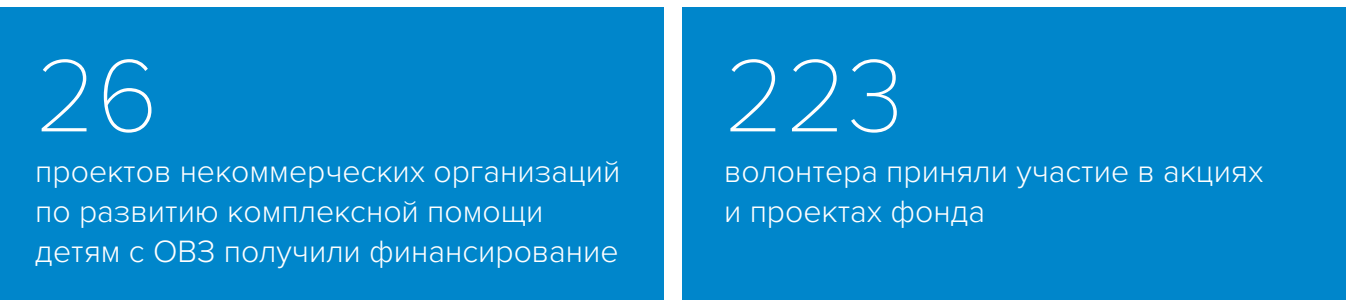 26
проектов некоммерческих организаций
по развитию комплексной помощи
детям с ОВЗ получили финансирование
223
волонтера приняли участие в акциях
и проектах фонда